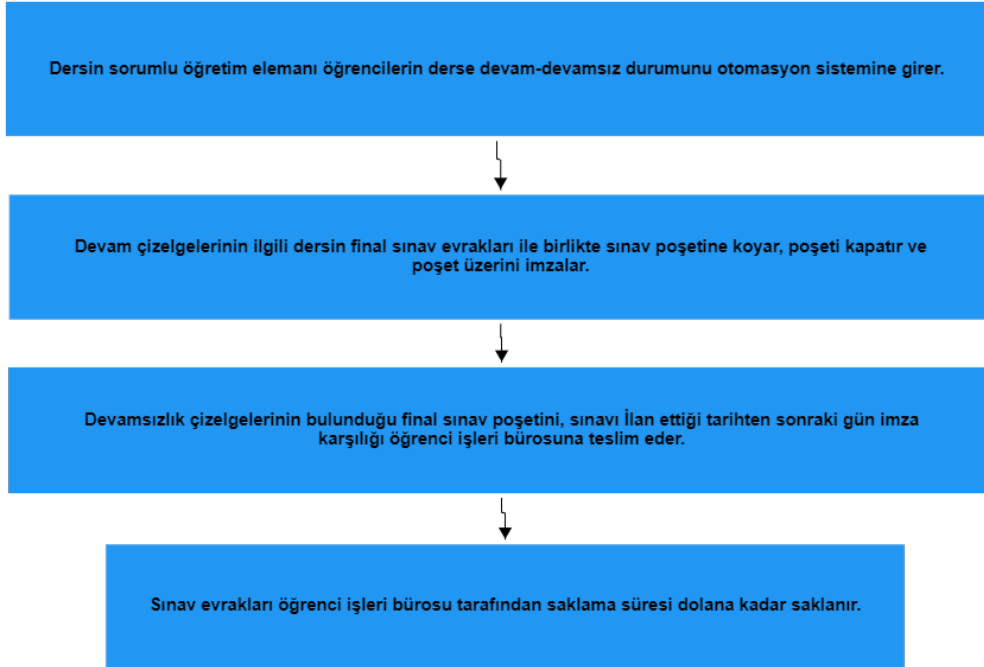 Dersin sorumlu öğretim elemanı öğrencilerin derse devam-devamsız durumunu otomasyon sistemine girer.
Devam çizelgelerinin ilgili dersin final sınav evrakları ile birlikte sınav poşetine koyar, poşeti kapatır ve
poşet üzerini imzalar.
Devamsızlık çizelgelerinin bulunduğu final sınav poşetini, sınavı İlan ettiği tarihten sonraki gün imza
karşılığı öğrenci işleri bürosuna teslim eder.
Sınav evrakları öğrenci işleri bürosu tarafından saklama süresi dolana kadar saklanır.